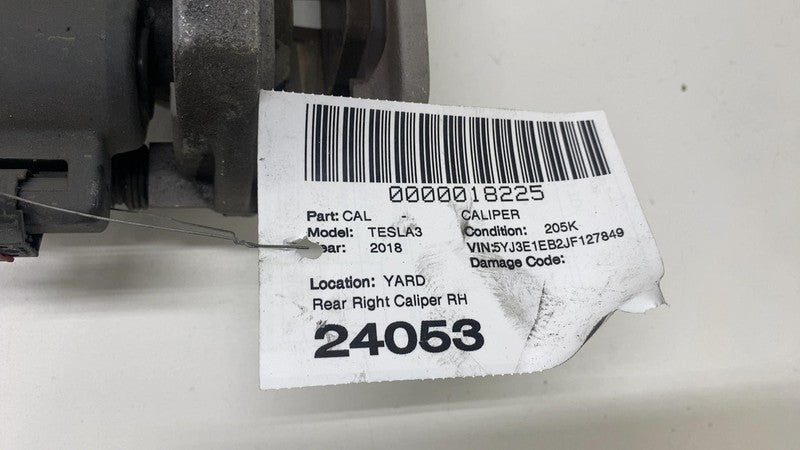 0000018225
Part: CAL - CALIPER
Model: TESLA3 Condition: 205K
ear: 2018 VIN:5YJ3E1EB2JF127849
Damage Code:
Location: YARD
Rear Right Caliper RH
24053